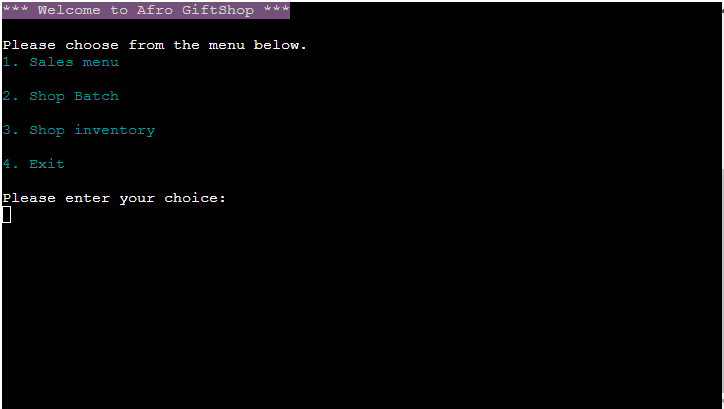 *** Welcome to Afro GiftShop ***
Please choose from the menu below.
1. Sales menu
2. Shop Batch
3. Shop inventory
4. Exit
Please enter your choice: